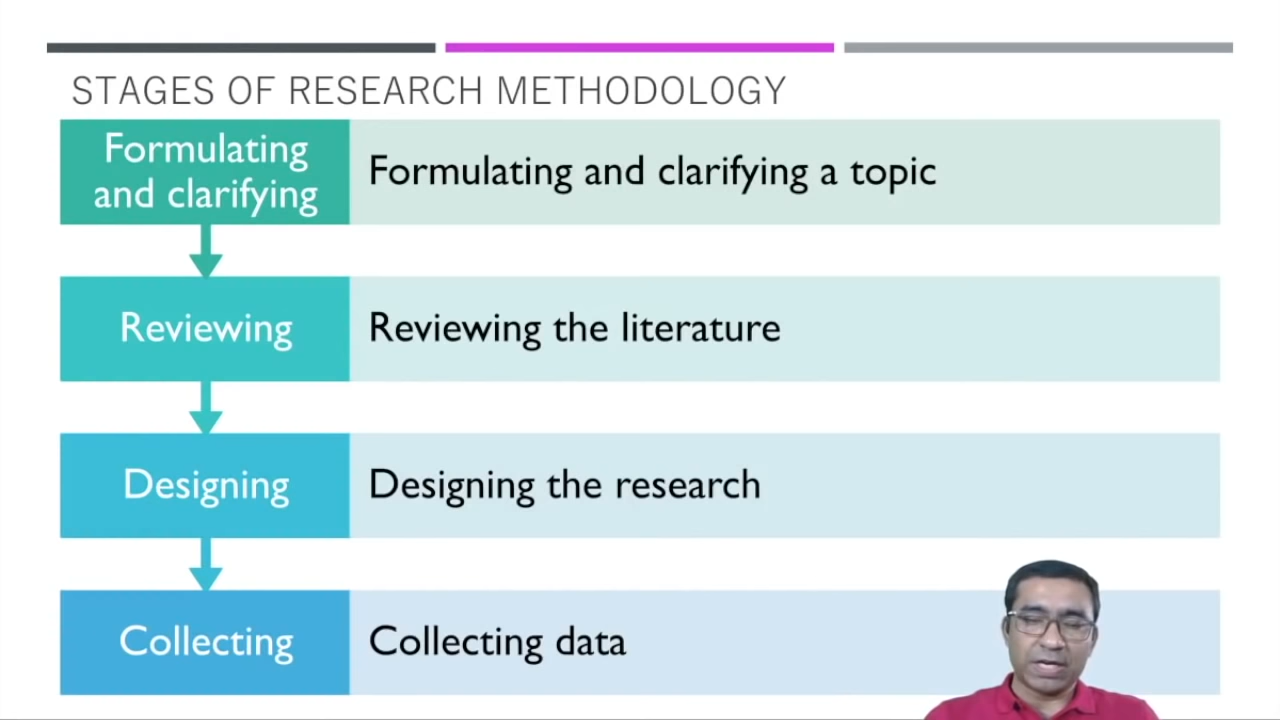 STAGES OF RESEARCH METHODOLOGY
Formulating
and clarifying
Formulating and clarifying a topic
Reviewing
Reviewing the literature
Designing
Designing the research
Collecting
Collecting data